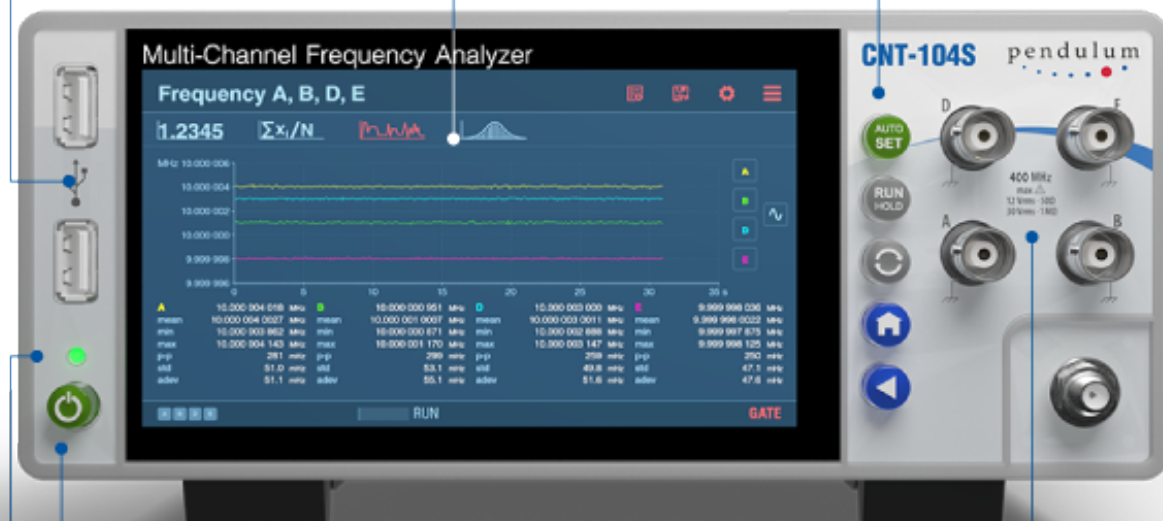 Multi-Channel Frequency Analyzer
CNT-104S
pendulum
Frequency A, B, D, E
1.2345 Σxᵢ/N
MHz 10.000 006
10.000 004
10.000 002
10.000 000
9.999 998
9.999 996
0 5 10 15 20 25 30 35 s
A
B
D
E
A 10.000 004 018 MHz B 10.000 000 951 MHz D 10.000 003 000 MHz E 9.999 998 036 MHz
mean 10.000 004 0027 MHz mean 10.000 001 0007 MHz mean 10.000 003 0011 MHz mean 9.999 998 0022 MHz
min 10.000 003 862 MHz min 10.000 000 871 MHz min 10.000 002 888 MHz min 9.999 997 875 MHz
max 10.000 004 143 MHz max 10.000 001 170 MHz max 10.000 003 147 MHz max 9.999 998 125 MHz
p-p 281 mHz p-p 299 mHz p-p 259 mHz p-p 250 mHz
std 51.0 mHz std 53.1 mHz std 49.8 mHz std 47.1 mHz
adev 51.1 mHz adev 55.1 mHz adev 51.6 mHz adev 47.6 mHz
RUN
GATE
AUTO
SET
RUN
HOLD
D
E
400 MHz
max
12 Vrms - 50Ω
30 Vrms - 1MΩ
A
B